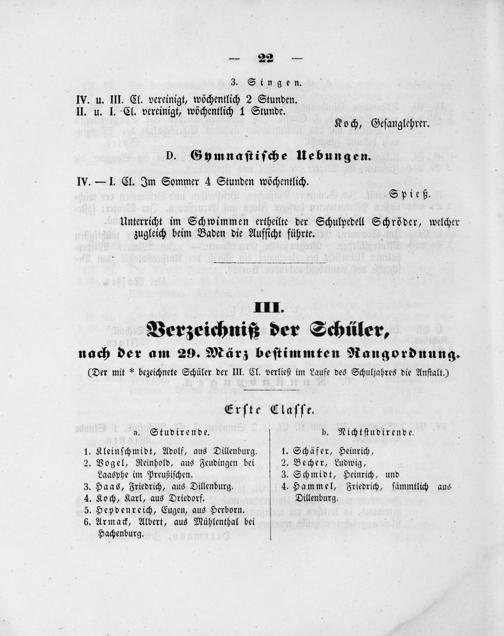 — 22 —
3. Singen.
IV. u. III. Cl. vereinigt, wöchentlich 2 Stunden.
II. u. I. Cl. vereinigt, wöchentlich 1 Stunde.
Koch, Gesanglehrer.
D. Gymnastische Uebungen.
IV. — I. Cl. Im Sommer 4 Stunden wöchentlich.
Spieß.
Unterricht im Schwimmen ertheilte der Schulpedell Schröder, welcher
zugleich beim Baden die Aufsicht führte.
III.
Verzeichniß der Schüler,
nach der am 29. März bestimmten Rangordnung.
(Der mit * bezeichnete Schüler der III. Cl. verließ im Laufe des Schuljahres die Anstalt.)
Erste Classe.
a. Studirende.
1. Kleinschmidt, Adolf, aus Dillenburg.
2. Vogel, Reinhold, aus Feudingen bei
Laasphe im Preußischen.
3. Haas, Friedrich, aus Dillenburg.
4. Koch, Karl, aus Driedorf.
5. Heydenreich, Eugen, aus Herborn.
6. Armack, Albert, aus Mühlenthal bei
Hachenburg.
b. Nichtstudirende.
1. Schäfer, Heinrich,
2. Becher, Ludwig,
3. Schmidt, Heinrich, und
4. Hammel, Friedrich, sämmtlich aus
Dillenburg.